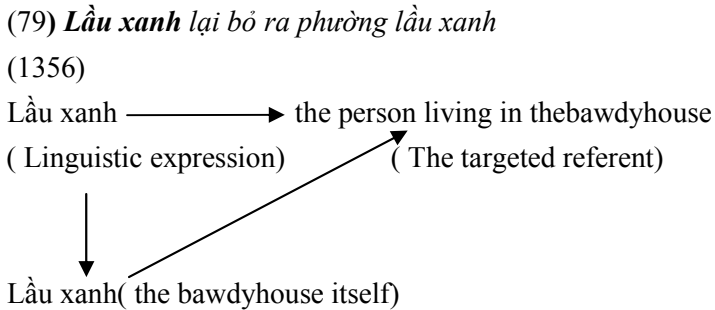 (79) Lầu xanh lại bỏ ra phường lầu xanh
(1356)
Lầu xanh the person living in thebawdyhouse
( Linguistic expression) ( The targeted referent)
Lầu xanh( the bawdyhouse itself)